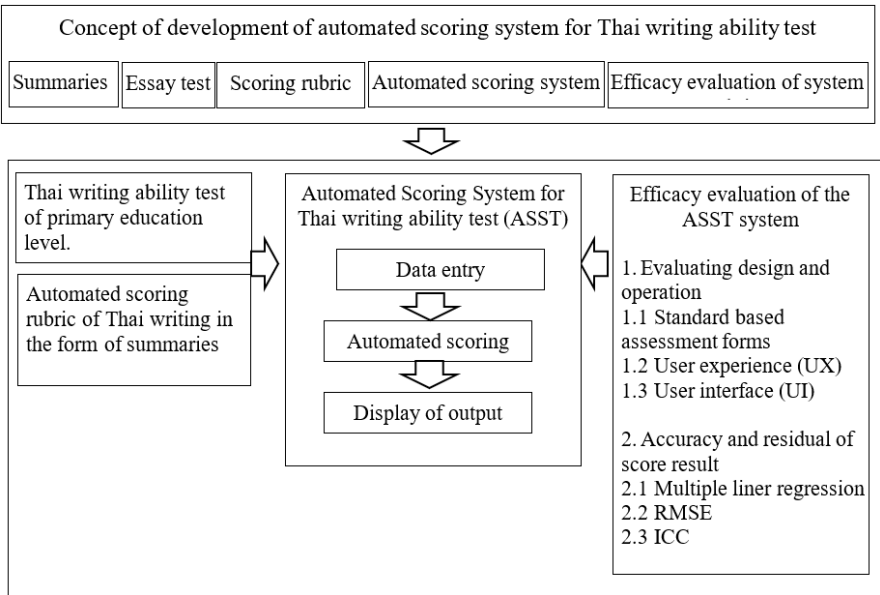 Concept of development of automated scoring system for Thai writing ability test
Summaries
Essay test
Scoring rubric
Automated scoring system
Efficacy evaluation of system
Thai writing ability test
of primary education
level.
Automated scoring
rubric of Thai writing in
the form of summaries
Automated Scoring System for
Thai writing ability test (ASST)
Data entry
Automated scoring
Display of output
Efficacy evaluation of the
ASST system
1. Evaluating design and
operation
1.1 Standard based
assessment forms
1.2 User experience (UX)
1.3 User interface (UI)
2. Accuracy and residual of
score result
2.1 Multiple liner regression
2.2 RMSE
2.3 ICC